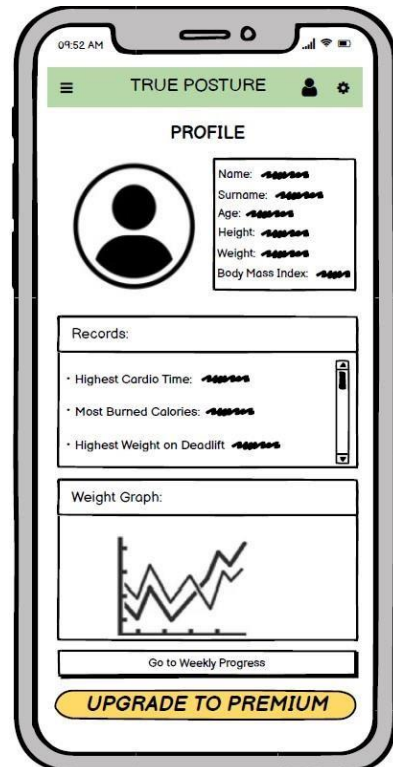 09:52 AM
TRUE POSTURE
PROFILE
Name:
Surname:
Age:
Height:
Weight:
Body Mass Index:
Records:
· Highest Cardio Time:
· Most Burned Calories:
· Highest Weight on Deadlift
Weight Graph:
Go to Weekly Progress
UPGRADE TO PREMIUM